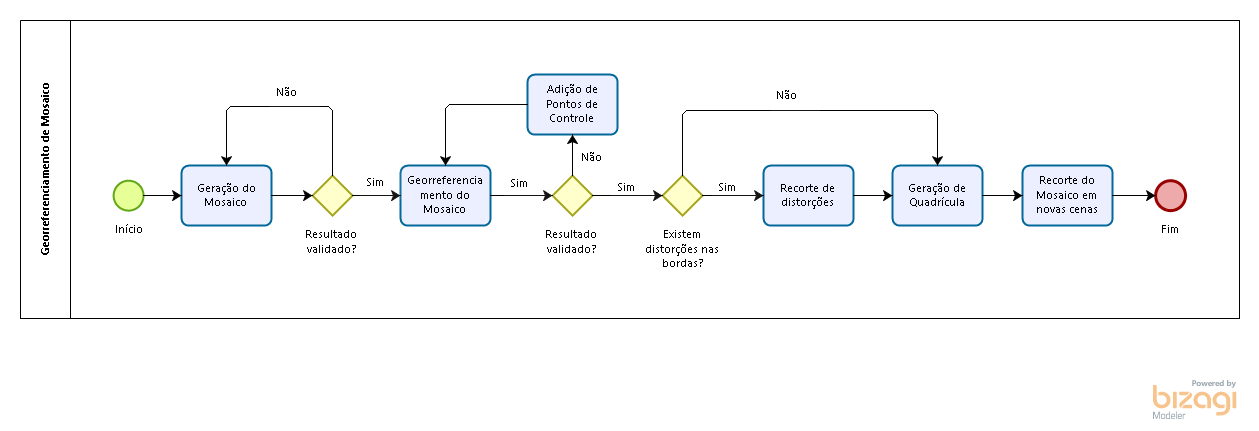 Georreferenciamento de Mosaico
Início
Geração do
Mosaico
Não
Resultado
validado?
Sim
Georreferencia
mento do
Mosaico
Adição de
Pontos de
Controle
Sim
Não
Resultado
validado?
Sim
Existem
distorções nas
bordas?
Não
Sim
Recorte de
distorções
Geração de
Quadrícula
Recorte do
Mosaico em
novas cenas
Fim
Powered by
bizagi
Modeler